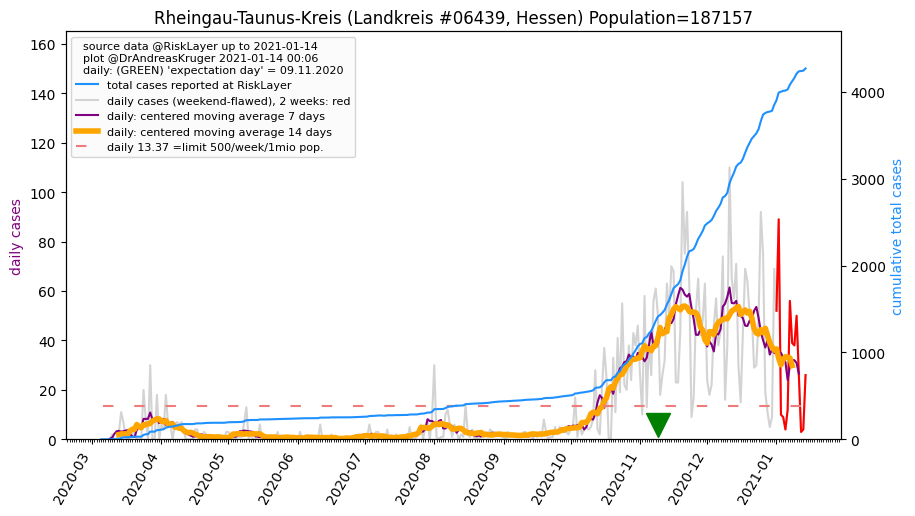 Rheingau-Taunus-Kreis (Landkreis #06439, Hessen) Population=187157
source data @RiskLayer up to 2021-01-14
plot @DrAndreasKruger 2021-01-14 00:06
daily: (GREEN) 'expectation day' = 09.11.2020
total cases reported at RiskLayer
daily cases (weekend-flawed), 2 weeks: red
daily: centered moving average 7 days
daily: centered moving average 14 days
daily 13.37 =limit 500/week/1mio pop.
daily cases
160
140
120
100
80
60
40
20
0
cumulative total cases
4000
3000
2000
1000
0
2020-03
2020-04
2020-05
2020-06
2020-07
2020-08
2020-09
2020-10
2020-11
2020-12
2021-01